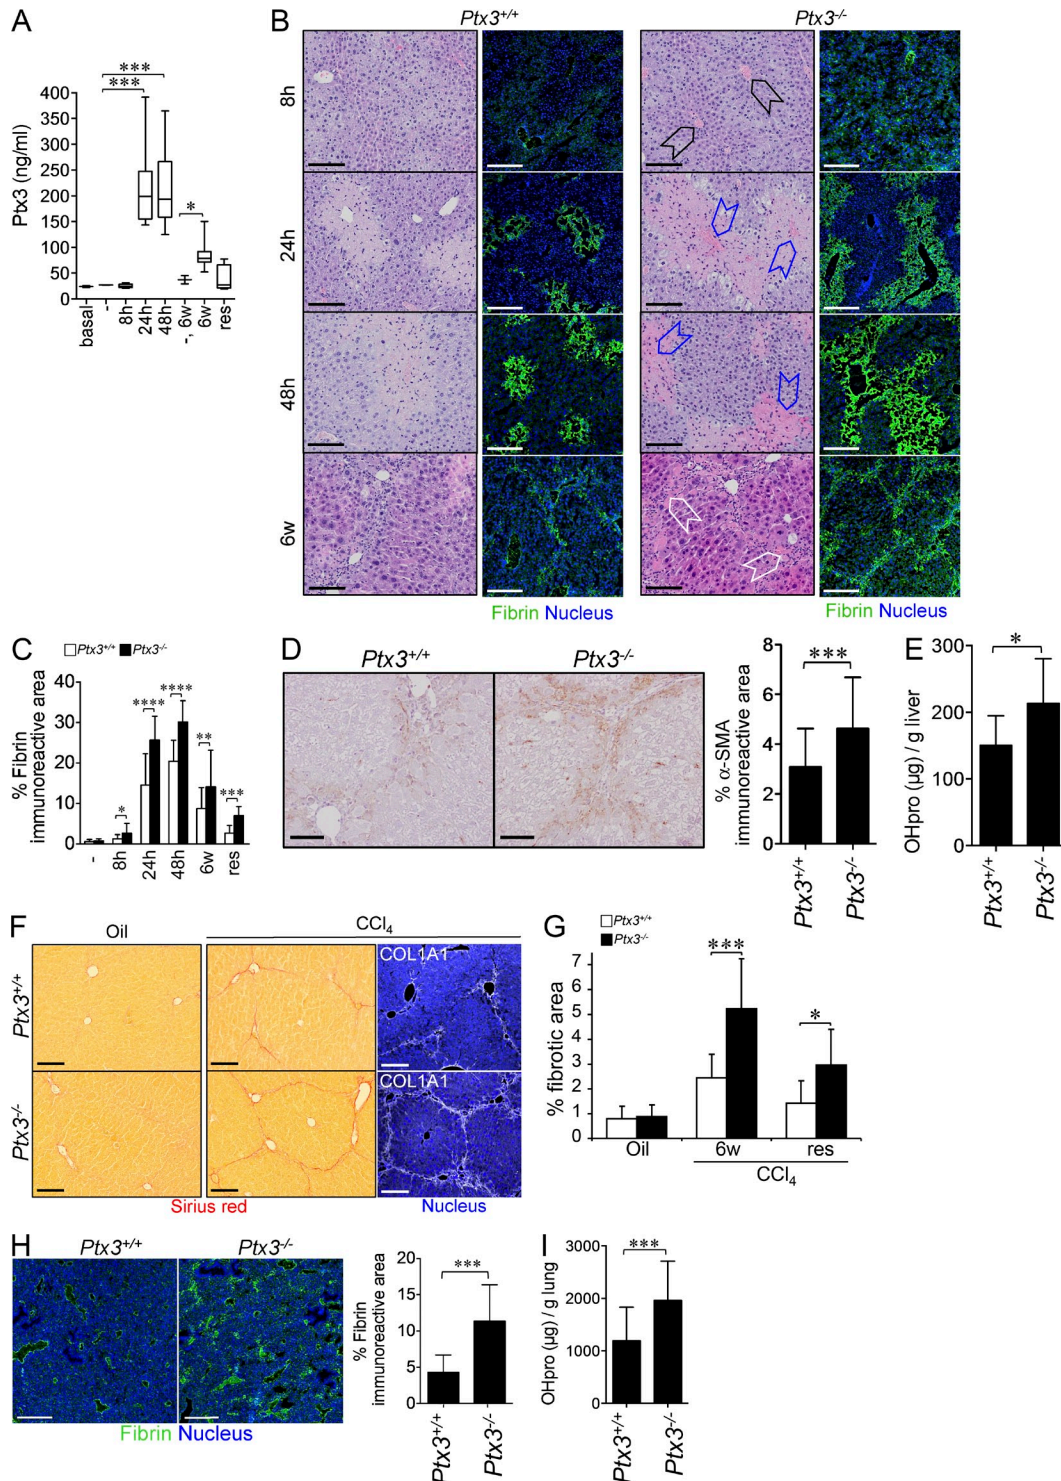 A
Ptx3 (ng/ml)
400
350
300
250
200
150
100
50
0
***
***
*
basal
-
8h
24h
48h
-, 6w
6w
res
B
Ptx3+/+
Ptx3-/-
8h
24h
48h
6w
Fibrin Nucleus
Fibrin Nucleus
C
Ptx3+/+ Ptx3-/-
% Fibrin
immunoreactive area
40
30
20
10
0
*
****
****
**
***
-
8h
24h
48h
6w
res
D
Ptx3+/+
Ptx3-/-
% α-SMA
immunoreactive area
8
6
4
2
0
***
Ptx3+/+
Ptx3-/-
E
OHpro (µg) / g liver
300
200
100
0
*
Ptx3+/+
Ptx3-/-
F
Oil
CCl4
Ptx3+/+
Ptx3-/-
COL1A1
COL1A1
Sirius red
Nucleus
G
Ptx3+/+
Ptx3-/-
% fibrotic area
7
6
5
4
3
2
1
0
***
*
Oil
6w
res
CCl4
H
Ptx3+/+
Ptx3-/-
Fibrin Nucleus
% Fibrin
immunoreactive area
20
15
10
5
0
***
Ptx3+/+
Ptx3-/-
I
OHpro (µg) / g lung
3000
2000
1000
0
***
Ptx3+/+
Ptx3-/-